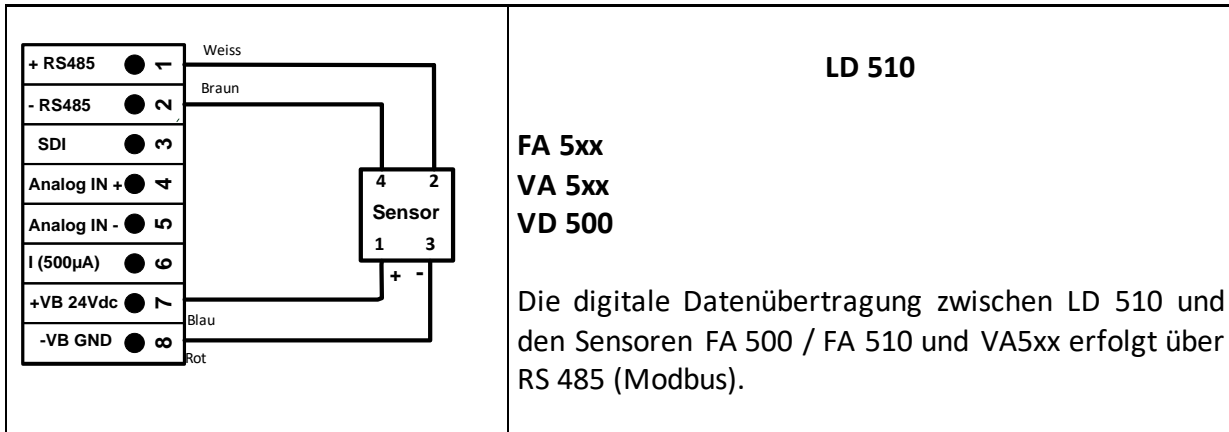 Weiss
+ RS485 1
Braun
- RS485 2
SDI 3
Analog IN + 4
Analog IN - 5
I (500µA) 6
+VB 24Vdc 7
Blau
-VB GND 8
Rot
4 2
Sensor
1 3
+ -
LD 510
FA 5xx
VA 5xx
VD 500
Die digitale Datenübertragung zwischen LD 510 und
den Sensoren FA 500 / FA 510 und VA5xx erfolgt über
RS 485 (Modbus).